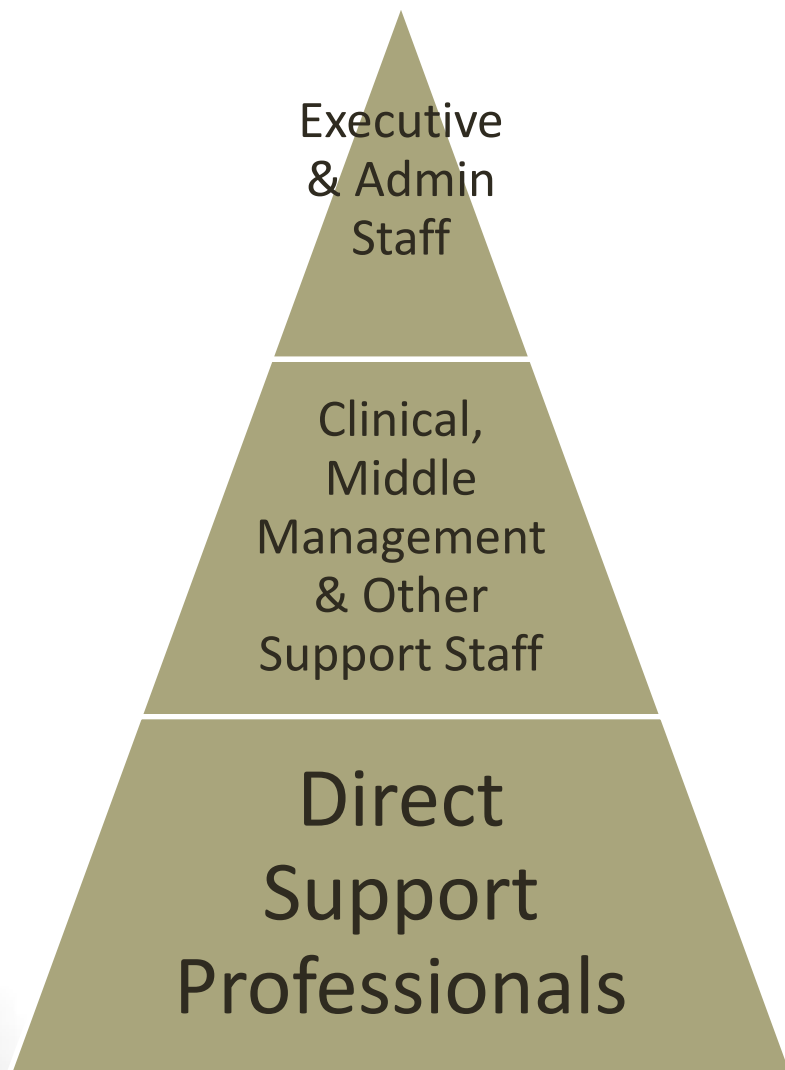 Executive
& Admin
Staff
Clinical,
Middle
Management
& Other
Support Staff
Direct
Support
Professionals